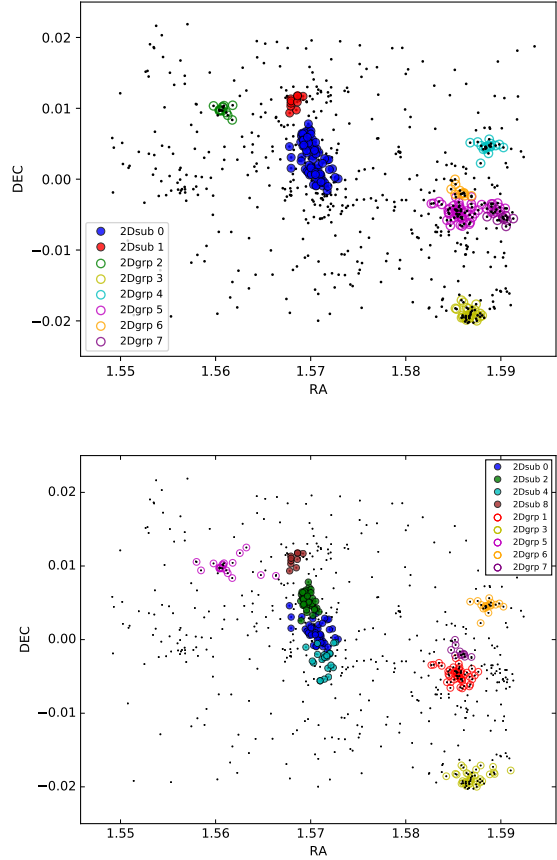 0.02
0.01
0.00
−0.01
−0.02
DEC
2Dsub 0
2Dsub 1
2Dgrp 2
2Dgrp 3
2Dgrp 4
2Dgrp 5
2Dgrp 6
2Dgrp 7
1.55 1.56 1.57 1.58 1.59
RA
0.02
0.01
0.00
−0.01
−0.02
DEC
2Dsub 0
2Dsub 2
2Dsub 4
2Dsub 8
2Dgrp 1
2Dgrp 3
2Dgrp 5
2Dgrp 6
2Dgrp 7
1.55 1.56 1.57 1.58 1.59
RA